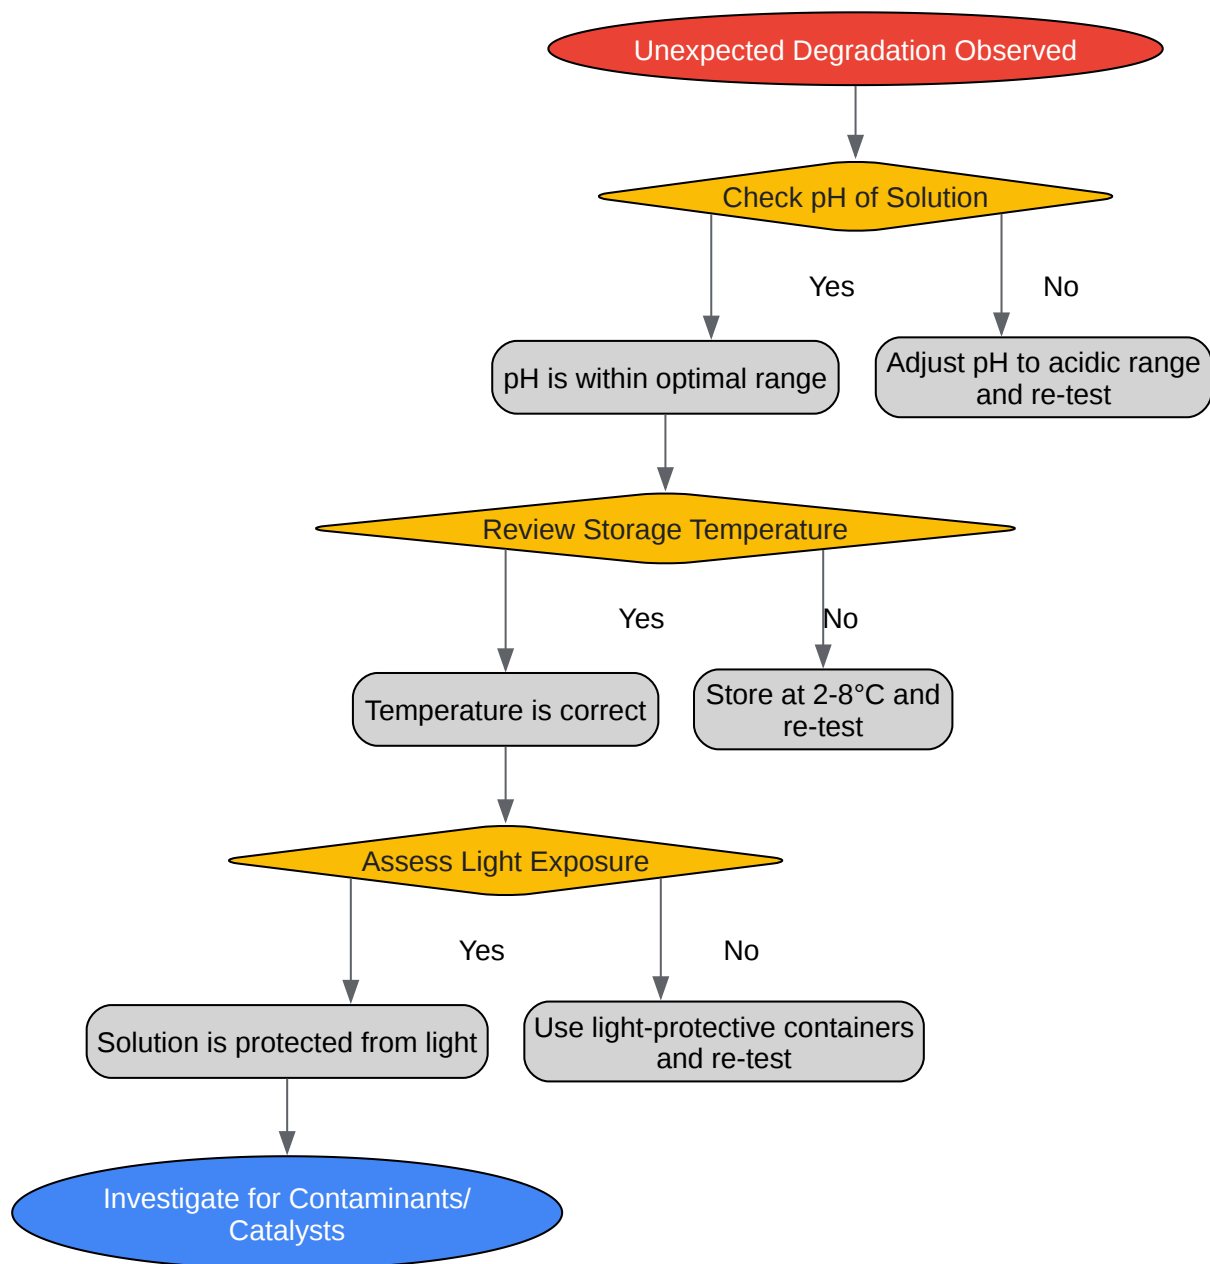 Unexpected Degradation Observed
Check pH of Solution
Yes
No
pH is within optimal range
Adjust pH to acidic range
and re-test
Review Storage Temperature
Yes
No
Temperature is correct
Store at 2-8°C and
re-test
Assess Light Exposure
Yes
No
Solution is protected from light
Use light-protective containers
and re-test
Investigate for Contaminants/
Catalysts